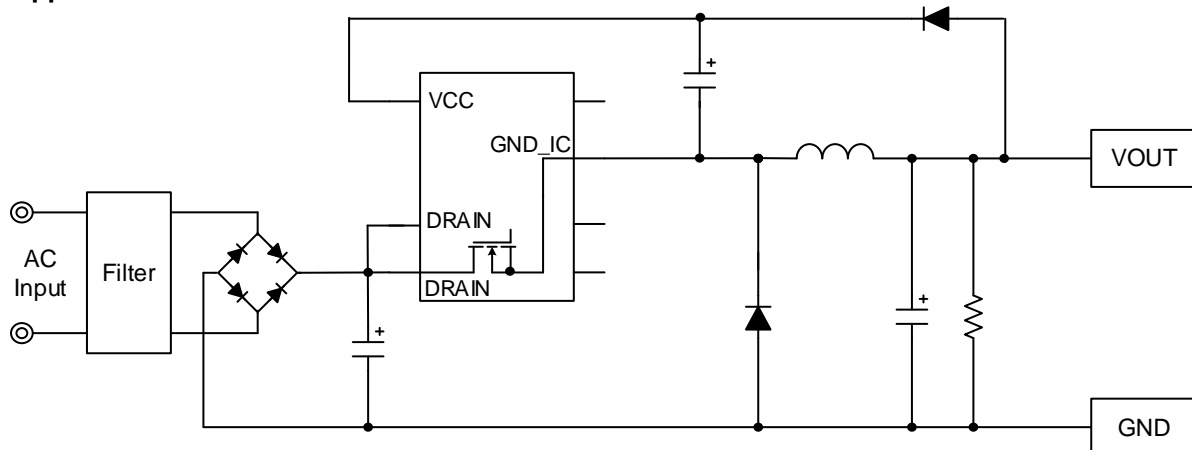 VCC
GND_IC
VOUT
DRAIN
AC
Input
Filter
DRAIN
GND
+
+
+